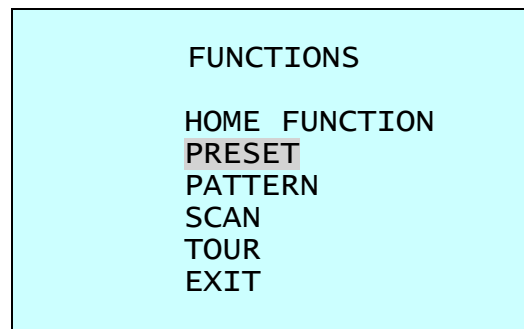 FUNCTIONS
HOME FUNCTION
PRESET
PATTERN
SCAN
TOUR
EXIT